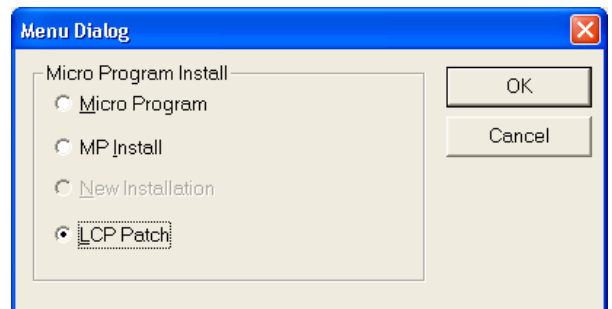 Menu Dialog
Micro Program Install
Micro Program
MP Install
New Installation
LCP Patch
OK
Cancel